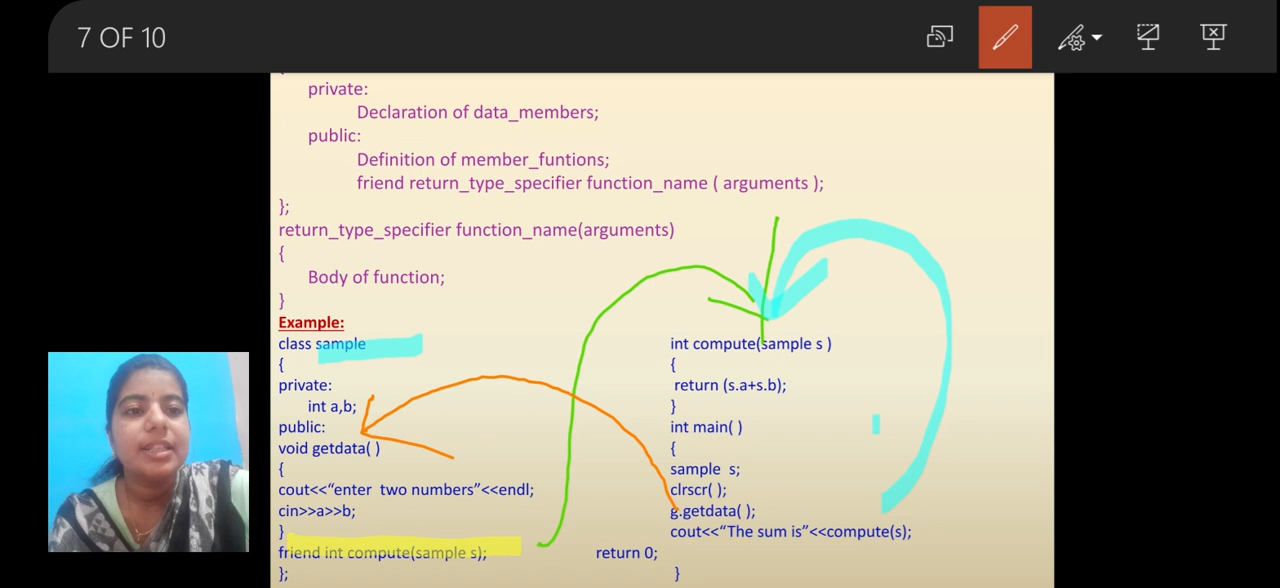 7 OF 10
{
private:
Declaration of data_members;
public:
Definition of member_funtions;
friend return_type_specifier function_name ( arguments );
};
return_type_specifier function_name(arguments)
{
Body of function;
}
Example:
class sample
{
private:
int a,b;
public:
void getdata( )
{
cout<<“enter two numbers”<<endl;
cin>>a>>b;
}
friend int compute(sample s);
};
int compute(sample s )
{
return (s.a+s.b);
}
int main( )
{
sample s;
clrscr( );
g.getdata( );
cout<<“The sum is”<<compute(s);
return 0;
}